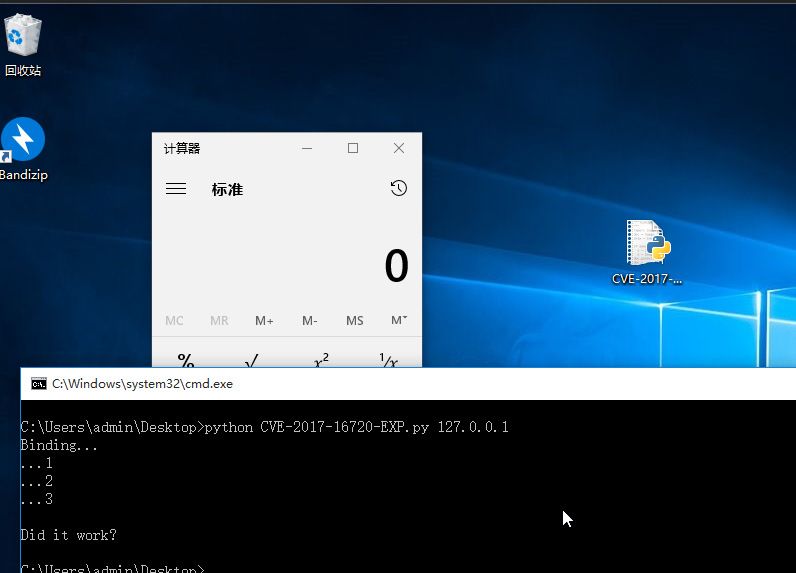 回收站
Bandizip
计算器
标准
0
MC MR M+ M- MS M˅
% √ x² ¹/x
CVE-2017-...
C:\Windows\system32\cmd.exe
C:\Users\admin\Desktop>python CVE-2017-16720-EXP.py 127.0.0.1
Binding...
...1
...2
...3
Did it work?
C:\Users\admin\Desktop>